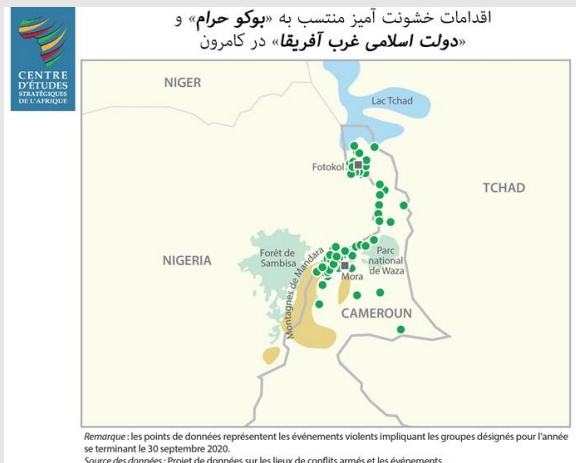 اقدامات خشونت آمیز منتسب به «بوکو حرام» و
«دولت اسلامی غرب آفریقا» در کامرون
CENTRE
D'ÉTUDES
STRATÉGIQUES
DE L'AFRIQUE
NIGER
Lac Tchad
Fotokol
TCHAD
NIGERIA
Forêt de
Sambisa
Montagnes de Mandara
Parc
national
de Waza
Mora
CAMEROUN
Remarque : les points de données représentent les événements violents impliquant les groupes désignés pour l'année
se terminant le 30 septembre 2020.
Source des données : Projet de données sur les lieux de conflits armés et les événements.